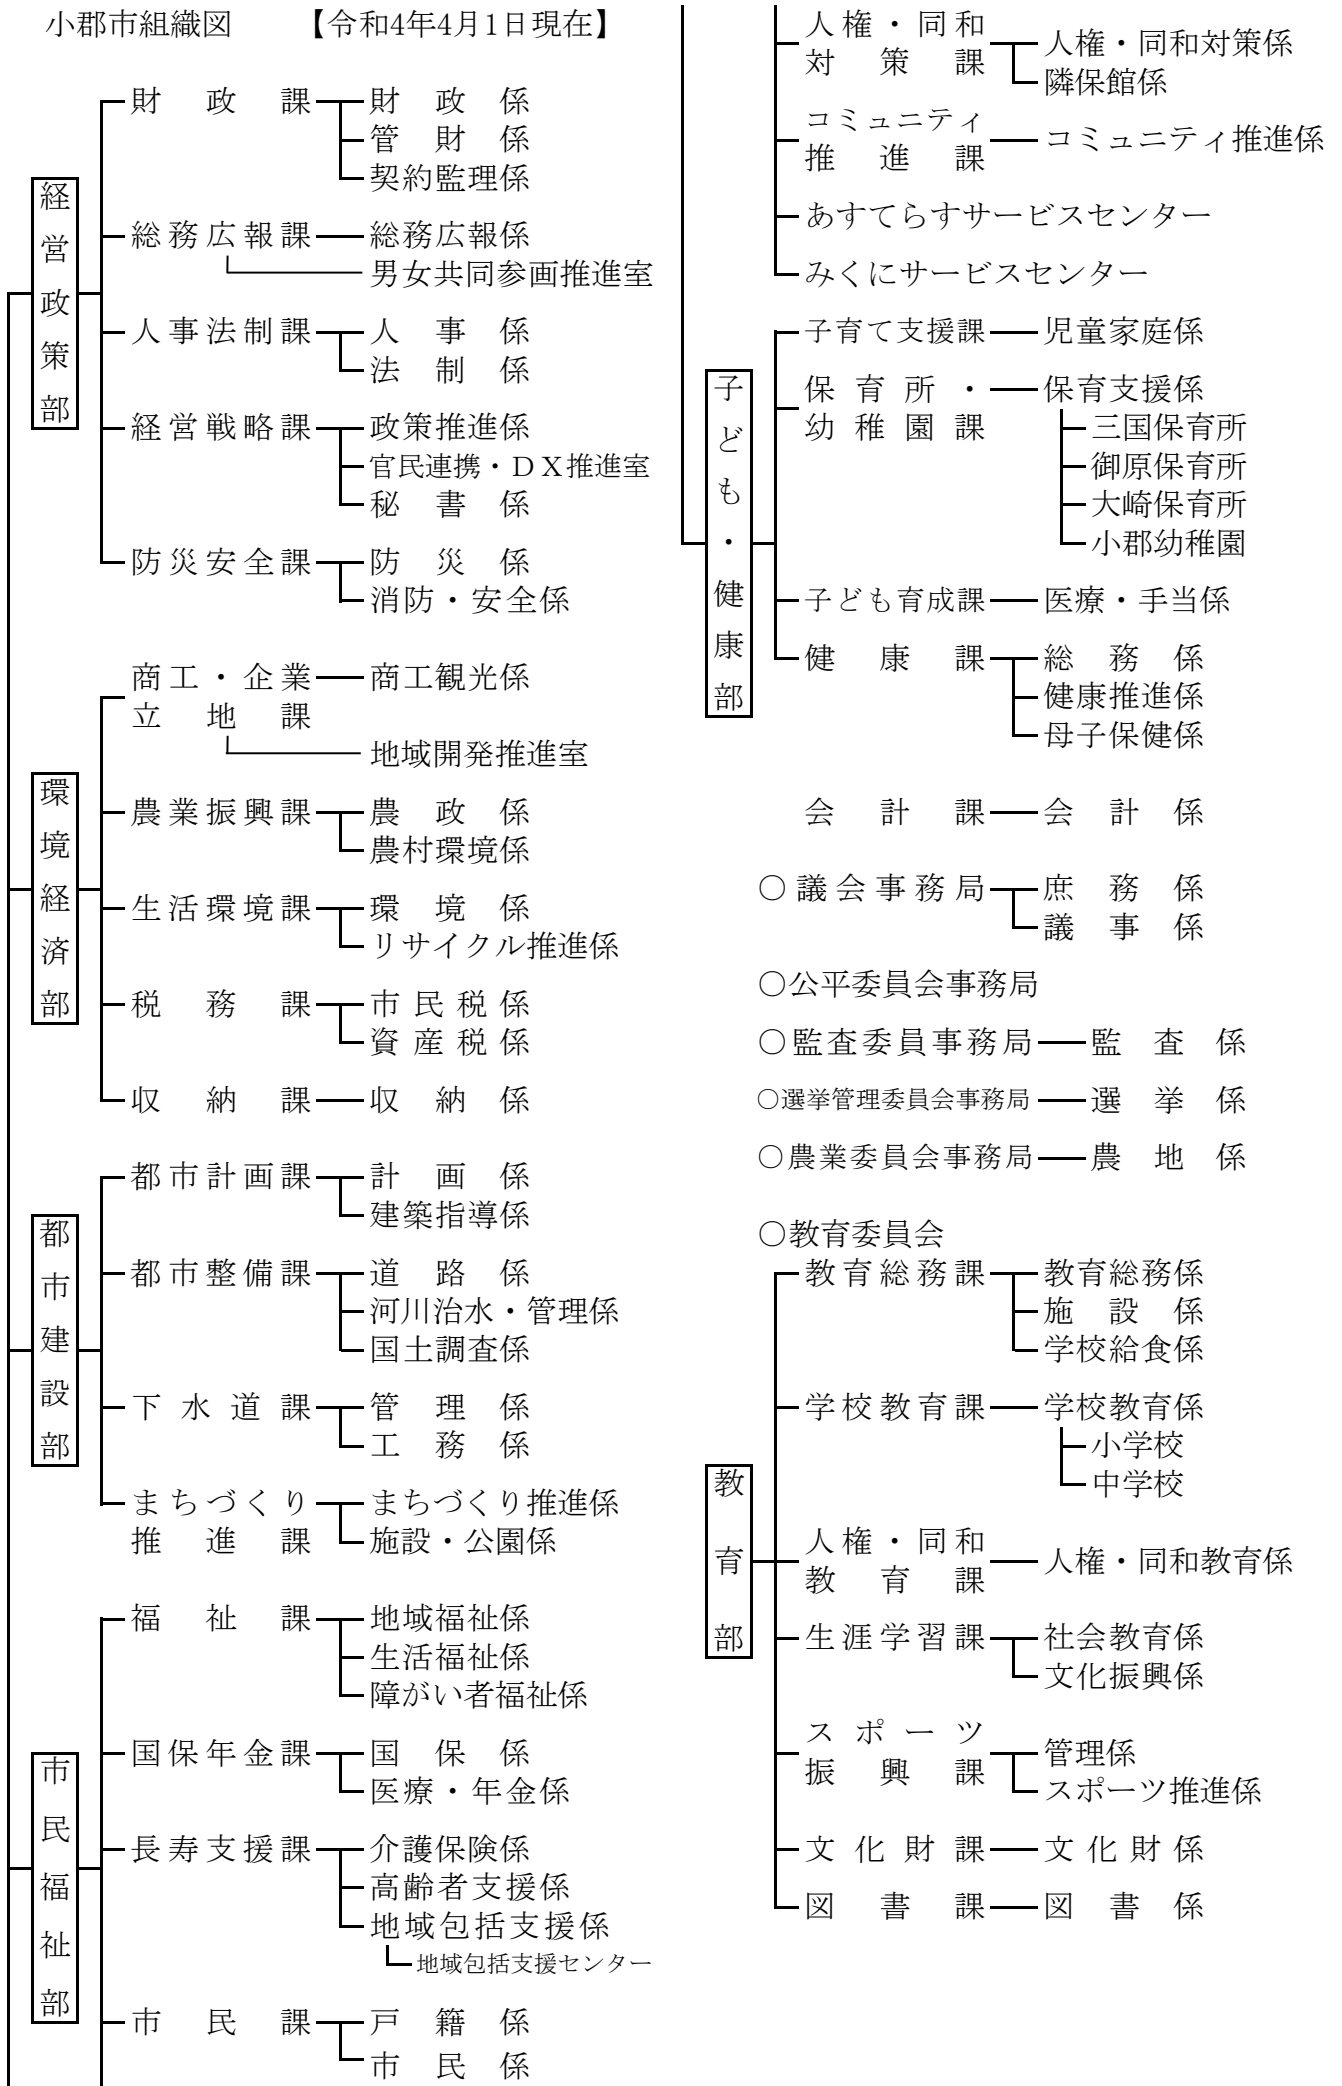 小郡市組織図 【令和4年4月1日現在】
経営政策部
財政課 財政係
管財係
契約監理係
総務広報課 総務広報係
男女共同参画推進室
人事法制課 人事係
法制係
経営戦略課 政策推進係
官民連携・ＤＸ推進室
秘書係
防災安全課 防災係
消防・安全係
環境経済部
商工・企業 商工観光係
立地課
地域開発推進室
農業振興課 農政係
農村環境係
生活環境課 環境係
リサイクル推進係
税務課 市民税係
資産税係
収納課 収納係
都市建設部
都市計画課 計画係
建築指導係
都市整備課 道路係
河川治水・管理係
国土調査係
下水道課 管理係
工務係
まちづくり まちづくり推進係
推進課 施設・公園係
市民福祉部
福祉課 地域福祉係
生活福祉係
障がい者福祉係
国保年金課 国保係
医療・年金係
長寿支援課 介護保険係
高齢者支援係
地域包括支援係
地域包括支援センター
市民課 戸籍係
市民係
人権・同和 人権・同和対策係
対策課 隣保館係
コミュニティ コミュニティ推進係
推進課
あすてらすサービスセンター
みくにサービスセンター
子ども・健康部
子育て支援課 児童家庭係
保育所・ 保育支援係
幼稚園課 三国保育所
御原保育所
大崎保育所
小郡幼稚園
子ども育成課 医療・手当係
健康課 総務係
健康推進係
母子保健係
会計課 会計係
○議会事務局 庶務係
議事係
○公平委員会事務局
○監査委員事務局 監査係
○選挙管理委員会事務局 選挙係
○農業委員会事務局 農地係
○教育委員会
教育部
教育総務課 教育総務係
施設係
学校給食係
学校教育課 学校教育係
小学校
中学校
人権・同和 人権・同和教育係
教育課
生涯学習課 社会教育係
文化振興係
スポーツ 管理係
振興課 スポーツ推進係
文化財課 文化財係
図書課 図書係